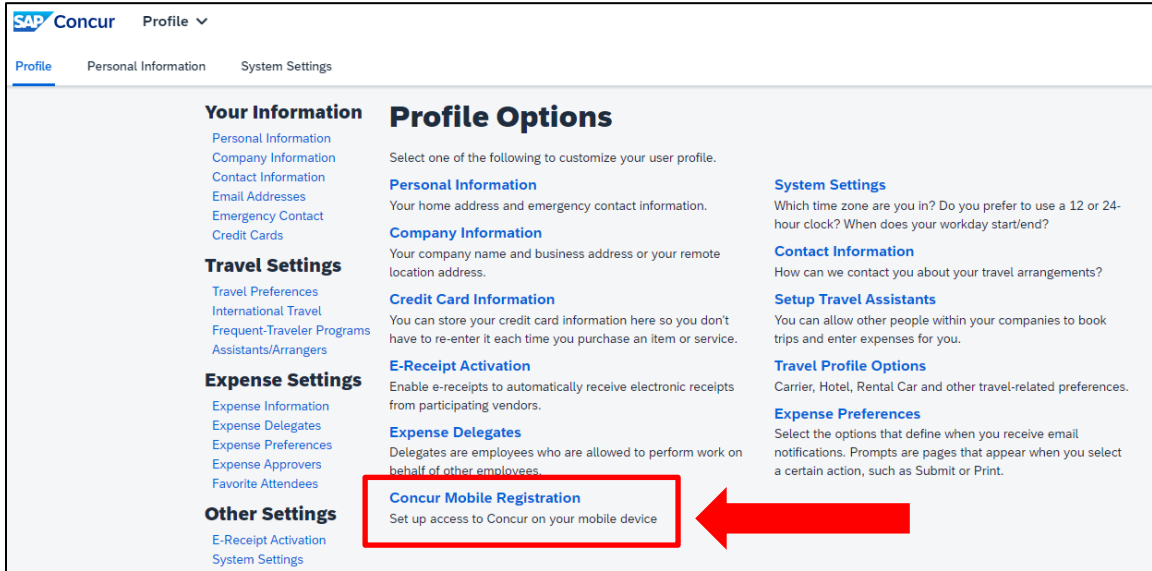 SAP Concur Profile
Profile Personal Information System Settings
Your Information
Personal Information
Company Information
Contact Information
Email Addresses
Emergency Contact
Credit Cards
Travel Settings
Travel Preferences
International Travel
Frequent-Traveler Programs
Assistants/Arrangers
Expense Settings
Expense Information
Expense Delegates
Expense Preferences
Expense Approvers
Favorite Attendees
Other Settings
E-Receipt Activation
System Settings
Profile Options
Select one of the following to customize your user profile.
Personal Information
Your home address and emergency contact information.
Company Information
Your company name and business address or your remote
location address.
Credit Card Information
You can store your credit card information here so you don't
have to re-enter it each time you purchase an item or service.
E-Receipt Activation
Enable e-receipts to automatically receive electronic receipts
from participating vendors.
Expense Delegates
Delegates are employees who are allowed to perform work on
behalf of other employees.
Concur Mobile Registration
Set up access to Concur on your mobile device
System Settings
Which time zone are you in? Do you prefer to use a 12 or 24-
hour clock? When does your workday start/end?
Contact Information
How can we contact you about your travel arrangements?
Setup Travel Assistants
You can allow other people within your companies to book
trips and enter expenses for you.
Travel Profile Options
Carrier, Hotel, Rental Car and other travel-related preferences.
Expense Preferences
Select the options that define when you receive email
notifications. Prompts are pages that appear when you select
a certain action, such as Submit or Print.